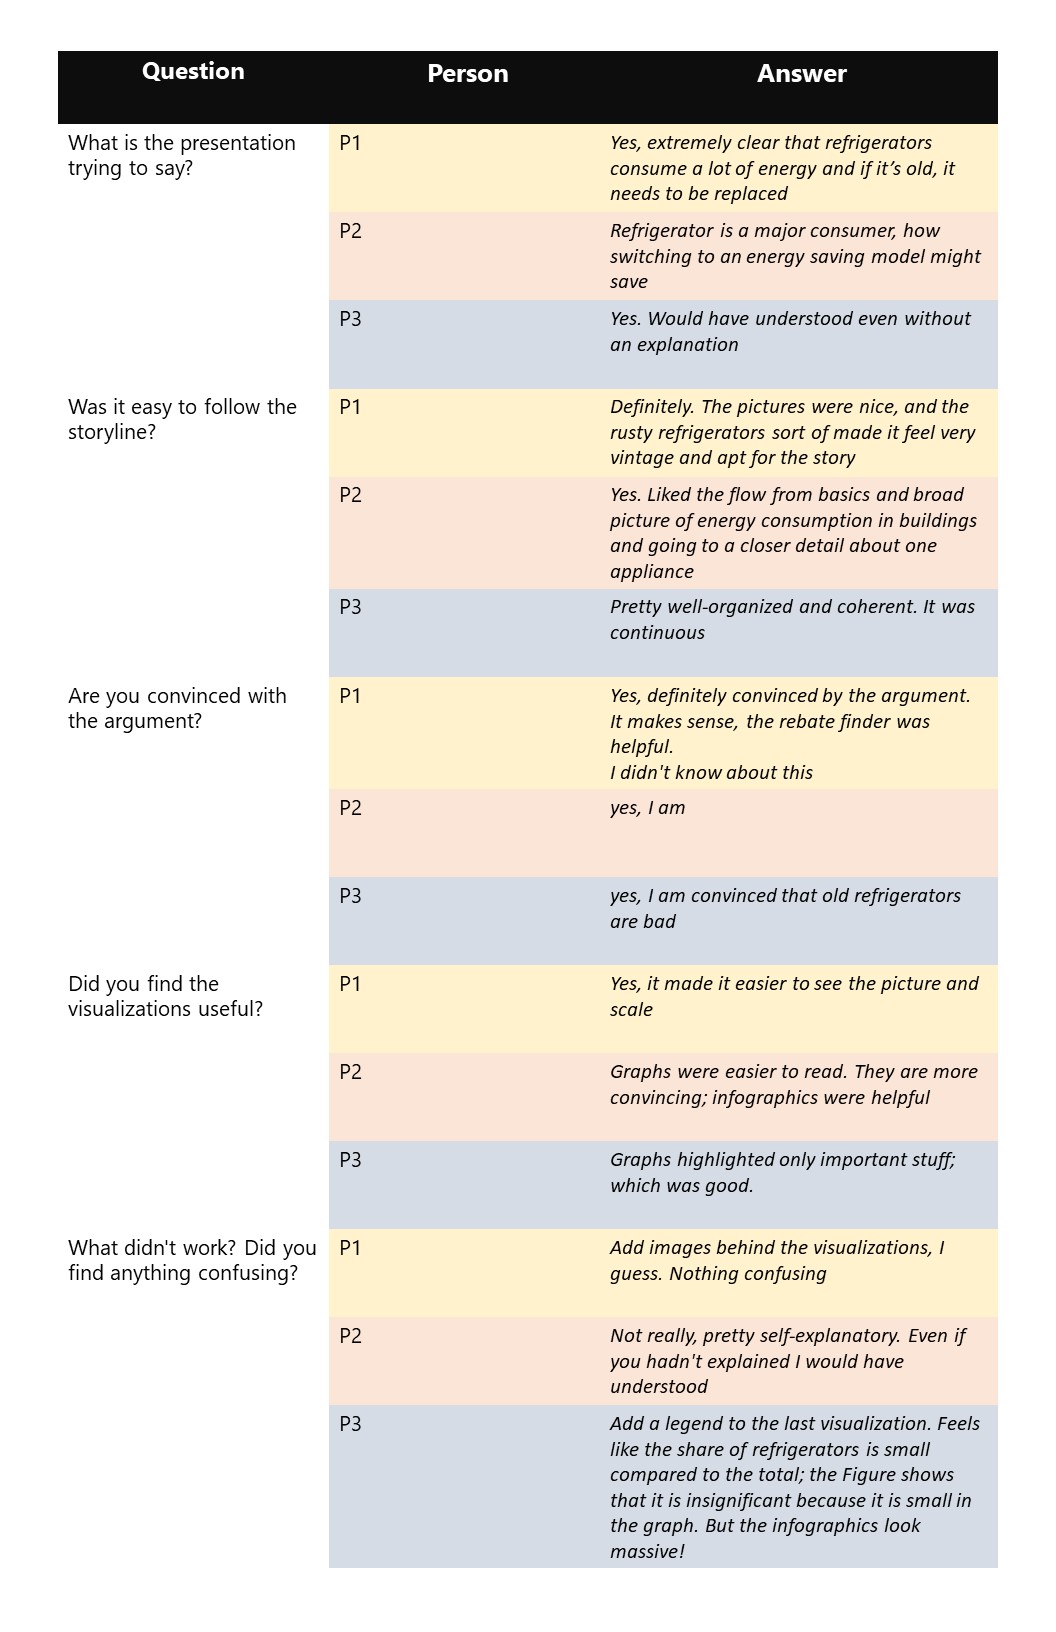 Question Person Answer
What is the presentation
trying to say?
P1
Yes, extremely clear that refrigerators
consume a lot of energy and if it’s old, it
needs to be replaced
P2
Refrigerator is a major consumer, how
switching to an energy saving model might
save
P3
Yes. Would have understood even without
an explanation
Was it easy to follow the
storyline?
P1
Definitely. The pictures were nice, and the
rusty refrigerators sort of made it feel very
vintage and apt for the story
P2
Yes. Liked the flow from basics and broad
picture of energy consumption in buildings
and going to a closer detail about one
appliance
P3
Pretty well-organized and coherent. It was
continuous
Are you convinced with
the argument?
P1
Yes, definitely convinced by the argument.
It makes sense, the rebate finder was
helpful.
I didn't know about this
P2
yes, I am
P3
yes, I am convinced that old refrigerators
are bad
Did you find the
visualizations useful?
P1
Yes, it made it easier to see the picture and
scale
P2
Graphs were easier to read. They are more
convincing; infographics were helpful
P3
Graphs highlighted only important stuff;
which was good.
What didn't work? Did you
find anything confusing?
P1
Add images behind the visualizations, I
guess. Nothing confusing
P2
Not really, pretty self-explanatory. Even if
you hadn't explained I would have
understood
P3
Add a legend to the last visualization. Feels
like the share of refrigerators is small
compared to the total; the Figure shows
that it is insignificant because it is small in
the graph. But the infographics look
massive!